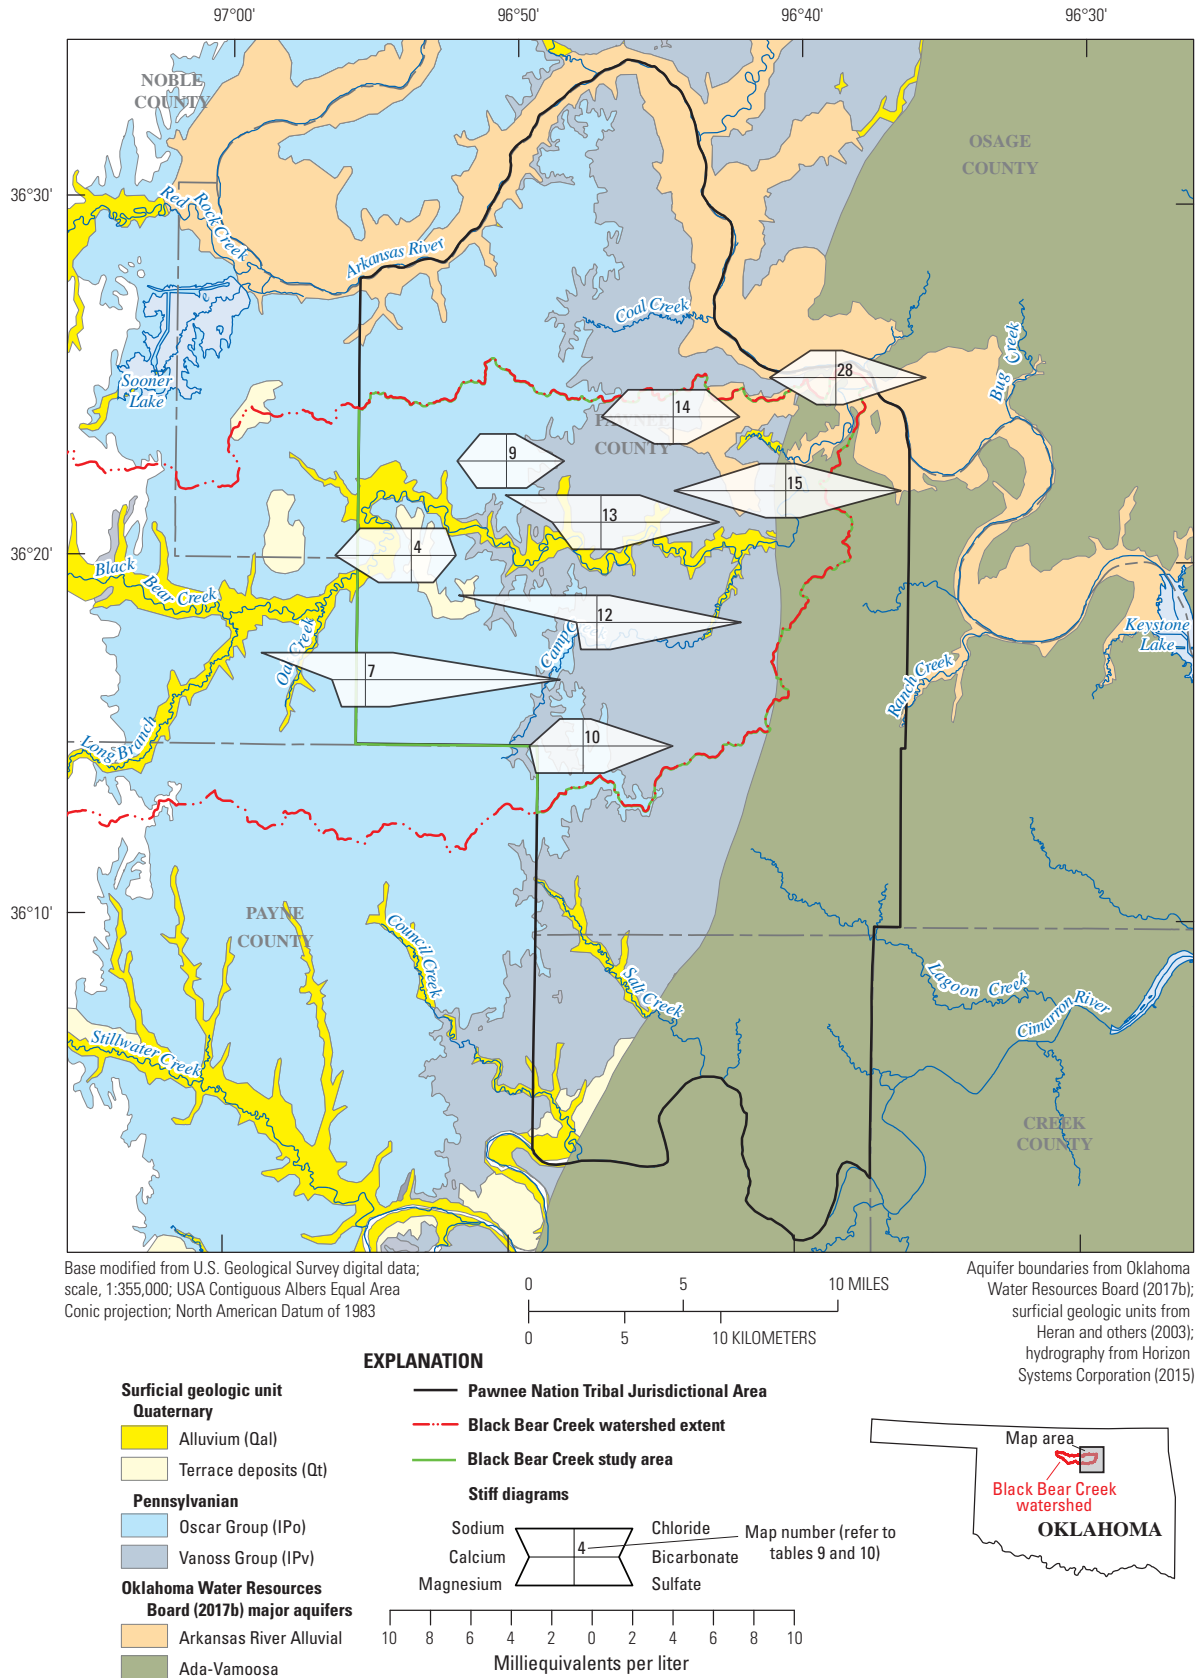 97°00'
96°50'
96°40'
96°30'
NOBLE
COUNTY
OSAGE
COUNTY
36°30'
Red
Rock Creek
Arkansas River
Coal Creek
Bug Creek
Sooner
Lake
28
14
PAWNEE
COUNTY
9
15
13
36°20'
4
Black
Bear Creek
12
Camp Creek
Keystone
Lake
Oak Creek
7
Ranch Creek
Long Branch
10
36°10'
PAYNE
COUNTY
Council Creek
Salt Creek
Lagoon Creek
Cimarron River
Stillwater Creek
CREEK
COUNTY
Base modified from U.S. Geological Survey digital data;
scale, 1:355,000; USA Contiguous Albers Equal Area
Conic projection; North American Datum of 1983
0 5 10 MILES
0 5 10 KILOMETERS
Aquifer boundaries from Oklahoma
Water Resources Board (2017b);
surficial geologic units from
Heran and others (2003);
hydrography from Horizon
Systems Corporation (2015)
EXPLANATION
Surficial geologic unit
Quaternary
Alluvium (Qal)
Terrace deposits (Qt)
Pennsylvanian
Oscar Group (IPo)
Vanoss Group (IPv)
Oklahoma Water Resources
Board (2017b) major aquifers
Arkansas River Alluvial
Ada-Vamoosa
Pawnee Nation Tribal Jurisdictional Area
Black Bear Creek watershed extent
Black Bear Creek study area
Stiff diagrams
Sodium
Calcium
Magnesium
4
Chloride
Bicarbonate
Sulfate
Map number (refer to
tables 9 and 10)
10 8 6 4 2 0 2 4 6 8 10
Milliequivalents per liter
Map area
Black Bear Creek
watershed
OKLAHOMA